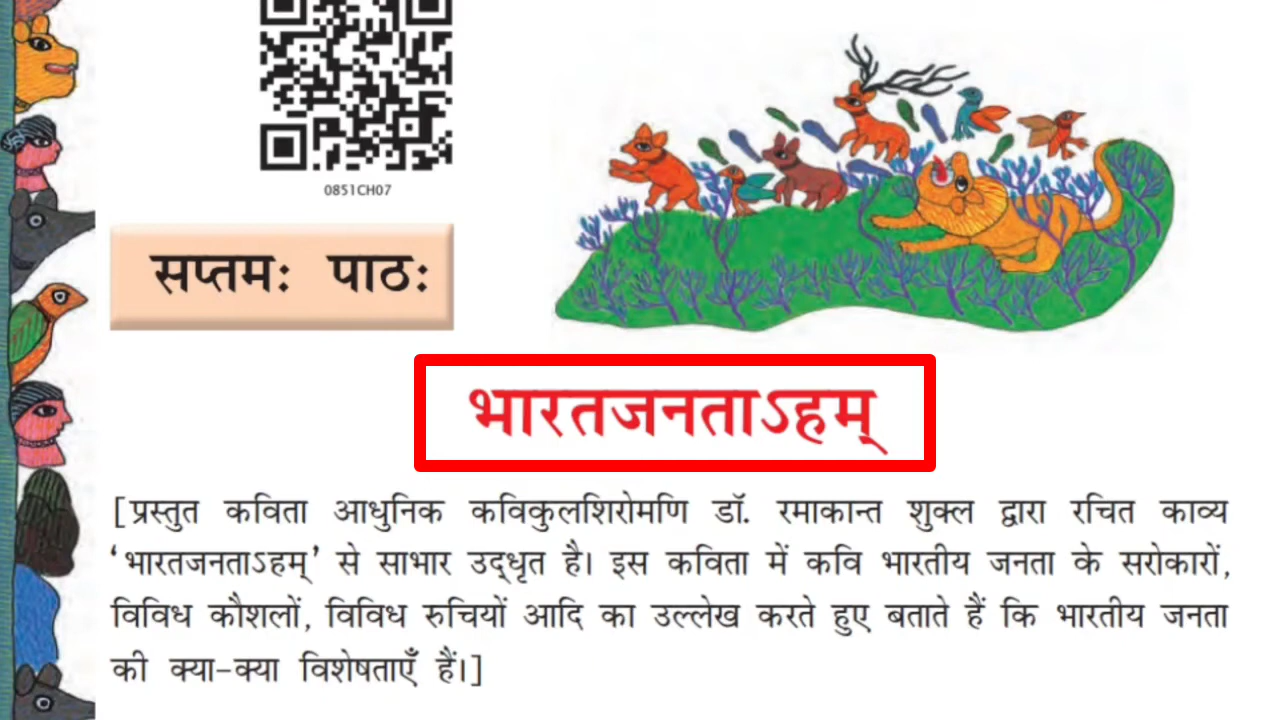 0851CH07
सप्तमः पाठः
भारतजनताऽहम्
[प्रस्तुत कविता आधुनिक कविकुलशिरोमणि डॉ. रमाकान्त शुक्ल द्वारा रचित काव्य
‘भारतजनताऽहम्’ से साभार उद्धृत है। इस कविता में कवि भारतीय जनता के सरोकारों,
विविध कौशलों, विविध रुचियों आदि का उल्लेख करते हुए बताते हैं कि भारतीय जनता
की क्या-क्या विशेषताएँ हैं।]